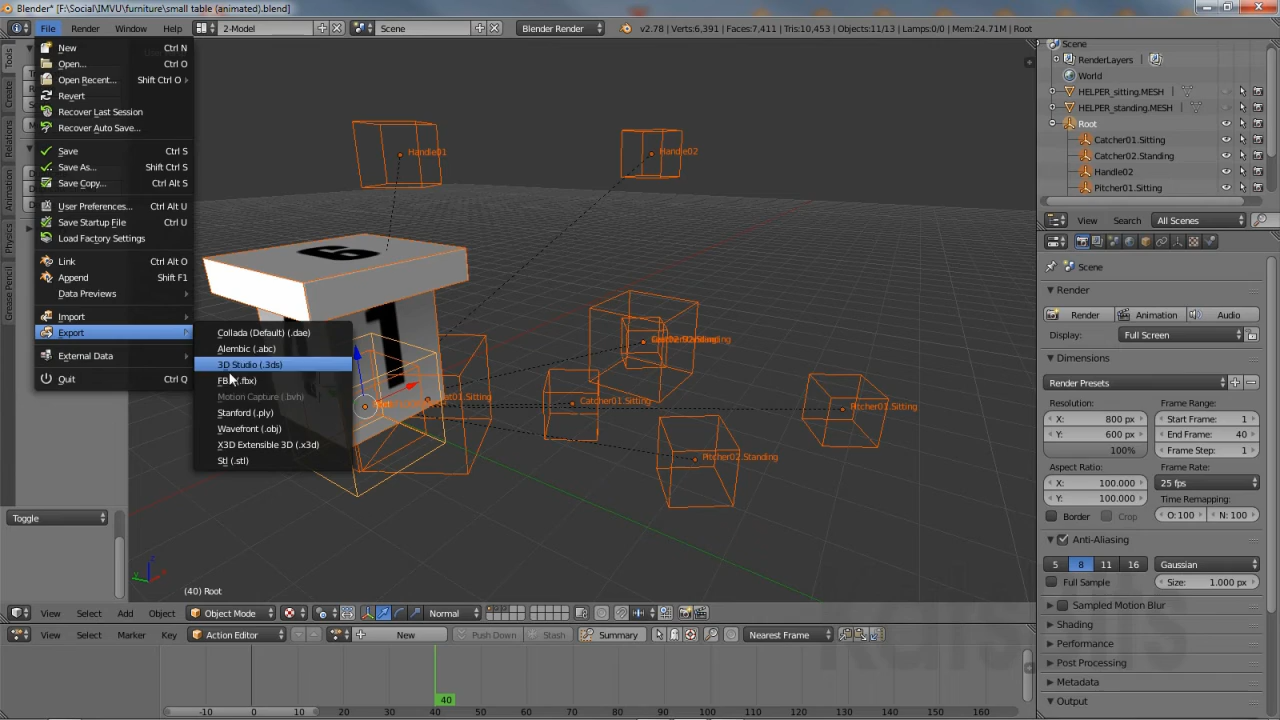 Blender* [F:\Social\IMVU\furniture\small table (animated).blend]
File Render Window Help 2-Model Scene Blender Render v2.78 | Verts:6,391 | Faces:7,411 | Tris:10,453 | Objects:11/13 | Lamps:0/0 | Mem:24.71M | Root
New Ctrl N
Open... Ctrl O
Open Recent... Shift Ctrl O
Revert
Recover Last Session
Recover Auto Save...
Save Ctrl S
Save As... Shift Ctrl S
Save Copy... Ctrl Alt S
User Preferences... Ctrl Alt U
Save Startup File Ctrl U
Load Factory Settings
Link Ctrl Alt O
Append Shift F1
Data Previews
Import
Export
External Data
Quit Ctrl Q
Collada (Default) (.dae)
Alembic (.abc)
3D Studio (.3ds)
(.fbx)
Motion Capture (.bvh)
Stanford (.ply)
Wavefront (.obj)
X3D Extensible 3D (.x3d)
Stl (.stl)
Tools
Create
Relations
Animation
Physics
Grease Pencil
Toggle
Handle01
Handle02
6
1
Catcher01.Sitting
Pitcher01.Sitting
Pitcher02.Standing
(40) Root
View Select Add Object Object Mode Normal
View Select Marker Key Action Editor New Push Down Stash Summary Nearest Frame
40
-10 0 10 20 30 40 50 60 70 80 90 100 110 120 130 140 150 160
Scene
RenderLayers
World
HELPER_sitting.MESH
HELPER_standing.MESH
Root
Catcher01.Sitting
Catcher02.Standing
Handle02
Pitcher01.Sitting
View Search All Scenes
Scene
Render
Render Animation Audio
Display: Full Screen
Dimensions
Render Presets
Resolution: Frame Range:
X: 800 px Start Frame: 1
Y: 600 px End Frame: 40
100% Frame Step: 1
Aspect Ratio: Frame Rate:
X: 100.000 25 fps
Y: 100.000 Time Remapping:
Border Crop O: 100 N: 100
Anti-Aliasing
5 8 11 16 Gaussian
Full Sample Size: 1.000 px
Sampled Motion Blur
Shading
Performance
Post Processing
Metadata
Output